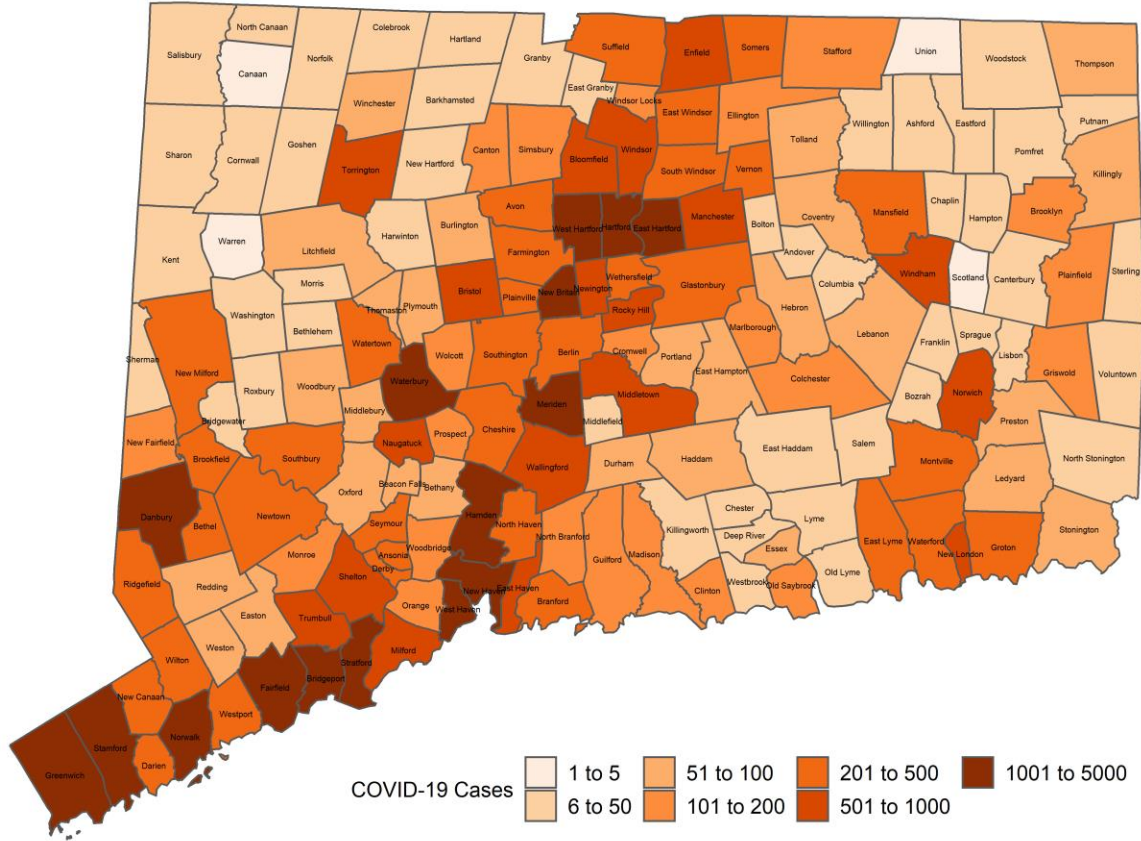 North Canaan
Colebrook
Hartland
Salisbury
Canaan
Norfolk
Granby
Suffield
Enfield
Somers
Stafford
Union
Woodstock
Thompson
Winchester
Barkhamsted
East Granby
Windsor Locks
East Windsor
Ellington
Willington
Ashford
Eastford
Putnam
Sharon
Cornwall
Goshen
Torrington
New Hartford
Canton
Simsbury
Bloomfield
Windsor
South Windsor
Vernon
Tolland
Pomfret
Killingly
Kent
Warren
Litchfield
Harwinton
Burlington
Avon
West Hartford
Hartford
East Hartford
Manchester
Bolton
Coventry
Mansfield
Chaplin
Hampton
Brooklyn
Morris
Farmington
Andover
Windham
Scotland
Canterbury
Plainfield
Sterling
Washington
Bethlehem
Thomaston
Plymouth
Bristol
Plainville
New Britain
Newington
Wethersfield
Rocky Hill
Glastonbury
Hebron
Columbia
Lebanon
Franklin
Sprague
Lisbon
Griswold
Voluntown
Sherman
New Milford
Roxbury
Woodbury
Watertown
Waterbury
Wolcott
Southington
Berlin
Cromwell
Portland
Marlborough
East Hampton
Colchester
Bozrah
Norwich
Preston
Bridgewater
Middlebury
Meriden
Middlefield
Middletown
New Fairfield
Brookfield
Southbury
Naugatuck
Prospect
Cheshire
Wallingford
Durham
Haddam
East Haddam
Salem
Montville
Ledyard
North Stonington
Danbury
Bethel
Newtown
Oxford
Beacon Falls
Bethany
Hamden
North Haven
North Branford
Guilford
Madison
Killingworth
Chester
Deep River
Essex
Lyme
East Lyme
Waterford
New London
Groton
Stonington
Ridgefield
Redding
Monroe
Seymour
Ansonia
Derby
Woodbridge
Westbrook
Old Saybrook
Old Lyme
Easton
Shelton
Orange
West Haven
New Haven
East Haven
Branford
Clinton
Wilton
Weston
Trumbull
Milford
Stratford
Bridgeport
Fairfield
New Canaan
Westport
Norwalk
Darien
Stamford
Greenwich
COVID-19 Cases
1 to 5
51 to 100
201 to 500
1001 to 5000
6 to 50
101 to 200
501 to 1000